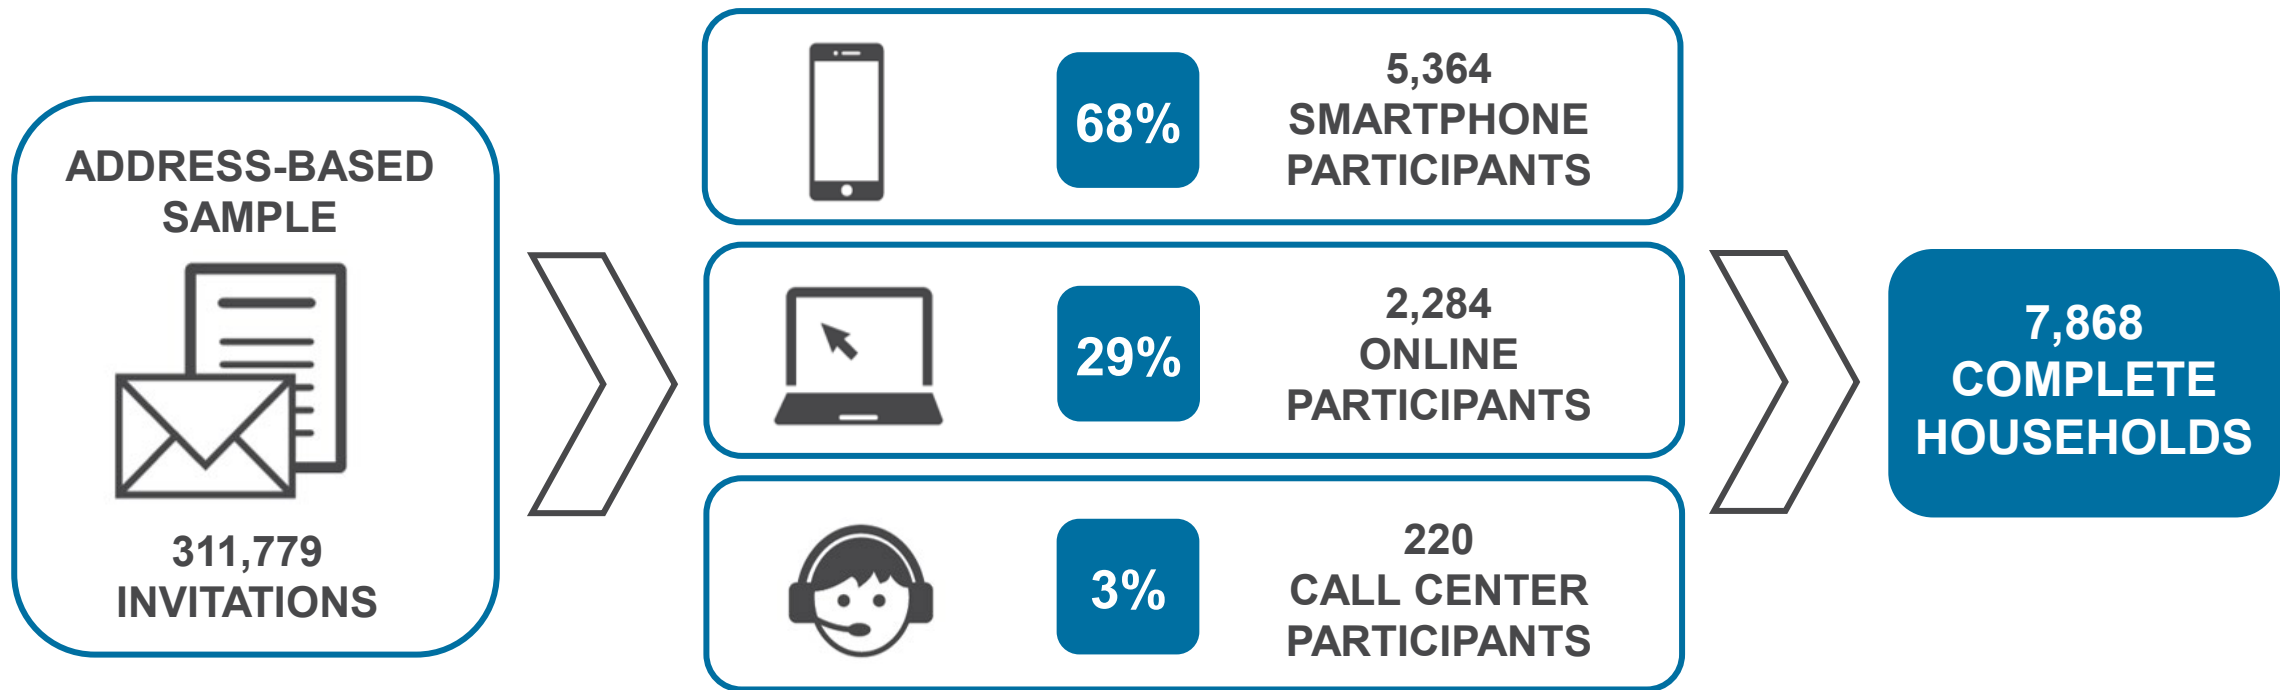 ADDRESS-BASED
SAMPLE
311,779
INVITATIONS
68%
5,364
SMARTPHONE
PARTICIPANTS
29%
2,284
ONLINE
PARTICIPANTS
3%
220
CALL CENTER
PARTICIPANTS
7,868
COMPLETE
HOUSEHOLDS